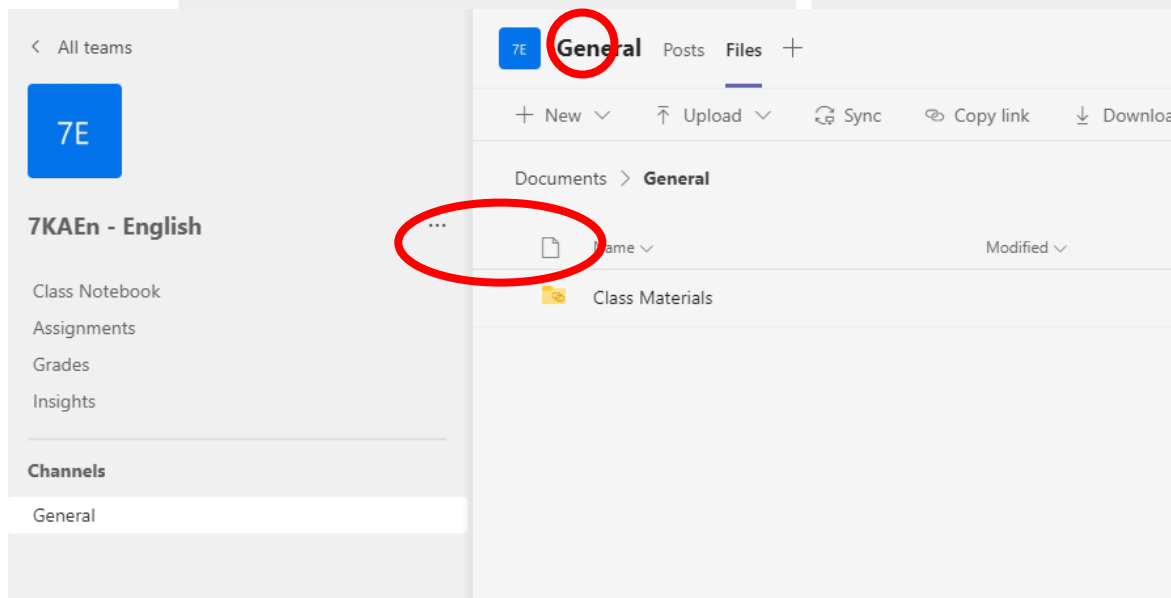 All teams
7E
7KAEn - English
...
Class Notebook
Assignments
Grades
Insights
Channels
General
7E General Posts Files
New Upload Sync Copy link
Documents > General
Name Modified
Class Materials